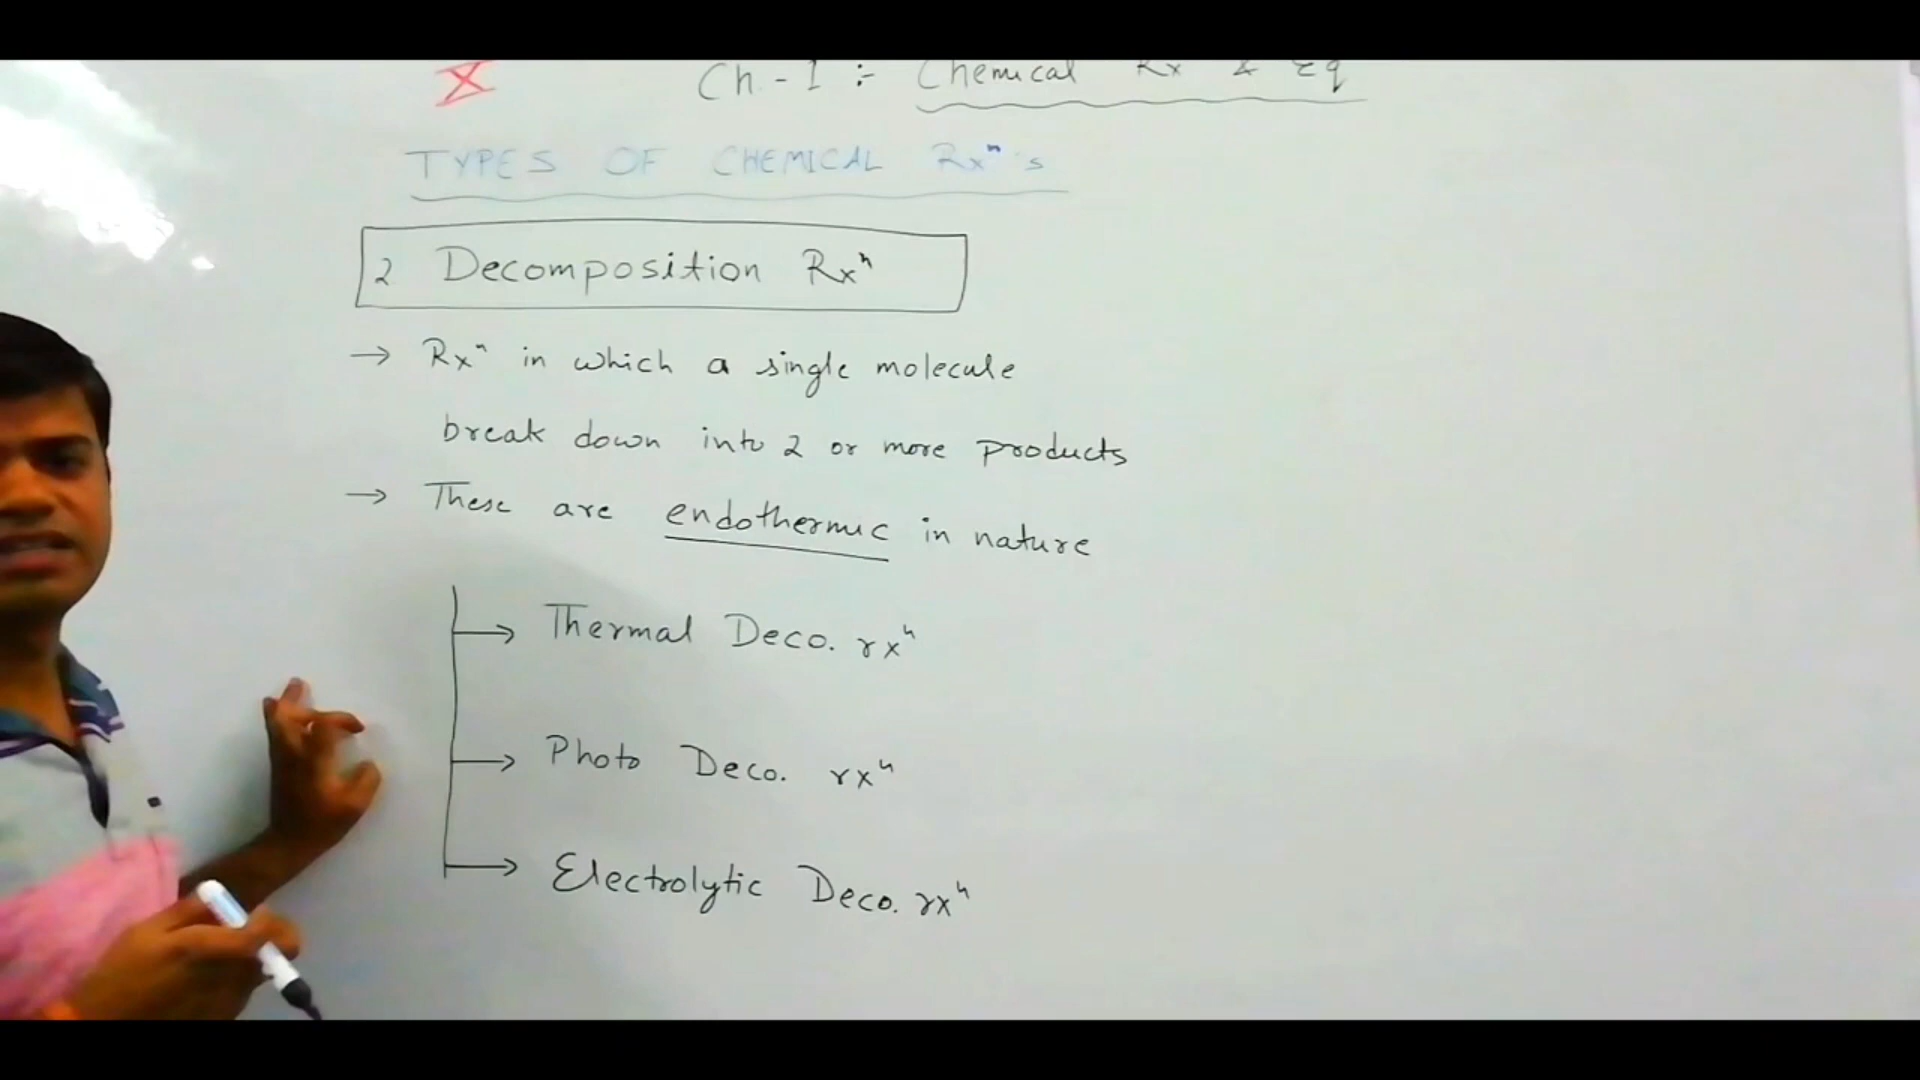 X Ch.-1 :- Chemical Rx & Eq
TYPES OF CHEMICAL Rxⁿ's
2 Decomposition Rxⁿ
→ Rxⁿ in which a single molecule
break down into 2 or more products
→ These are endothermic in nature
→ Thermal Deco. rxⁿ
→ Photo Deco. rxⁿ
→ Electrolytic Deco. rxⁿ